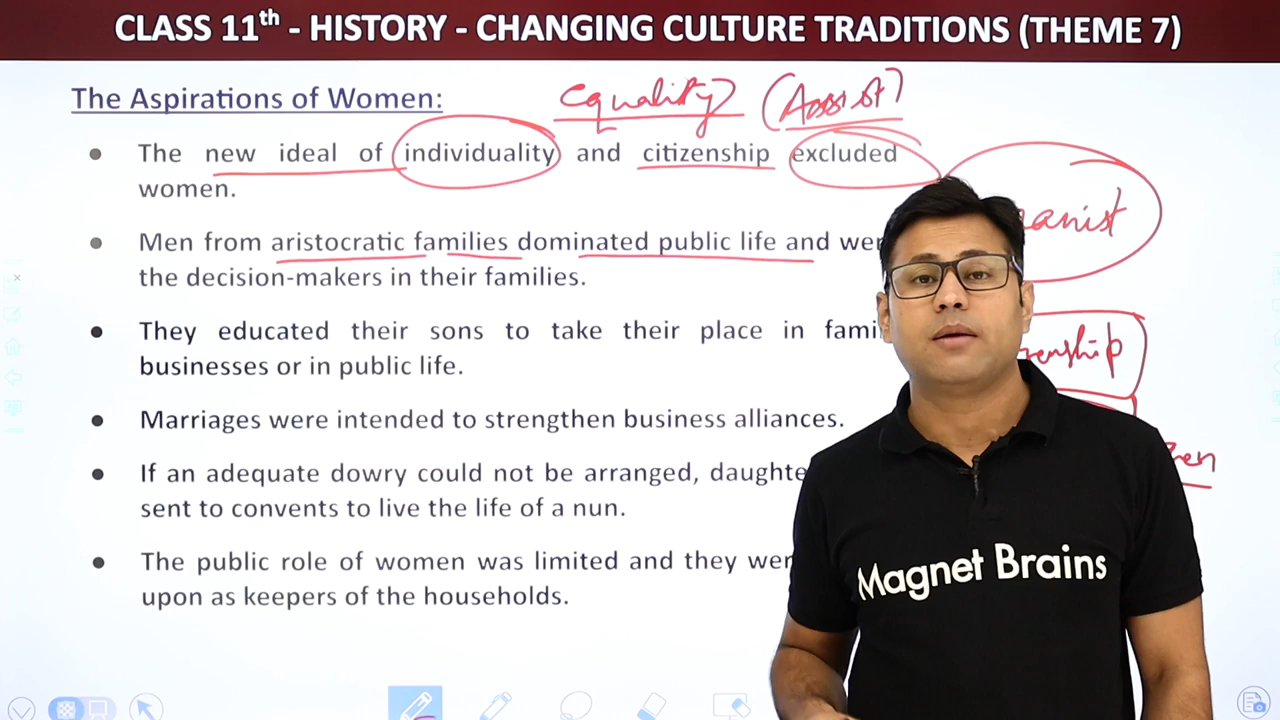 CLASS 11th - HISTORY - CHANGING CULTURE TRADITIONS (THEME 7)
The Aspirations of Women:
equality (Assist)
• The new ideal of individuality and citizenship excluded
women.
• Men from aristocratic families dominated public life and
the decision-makers in their families.
• They educated their sons to take their place in
businesses or in public life.
• Marriages were intended to strengthen business alliances.
• If an adequate dowry could not be arranged,
sent to convents to live the life of a nun.
• The public role of women was limited and they
upon as keepers of the households.
Magnet Brains